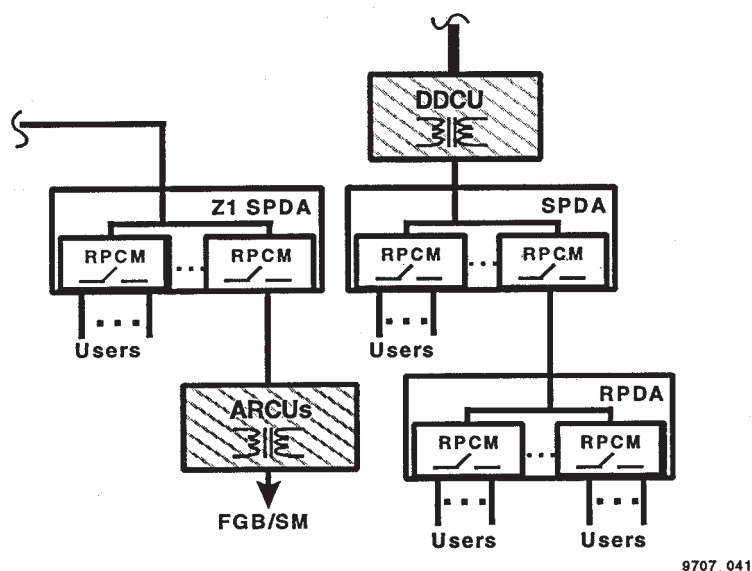 DDCU
Z1 SPDA
RPCM
RPCM
Users
ARCUs
FGB/SM
SPDA
RPCM
RPCM
Users
RPDA
RPCM
RPCM
Users
Users
9707 041